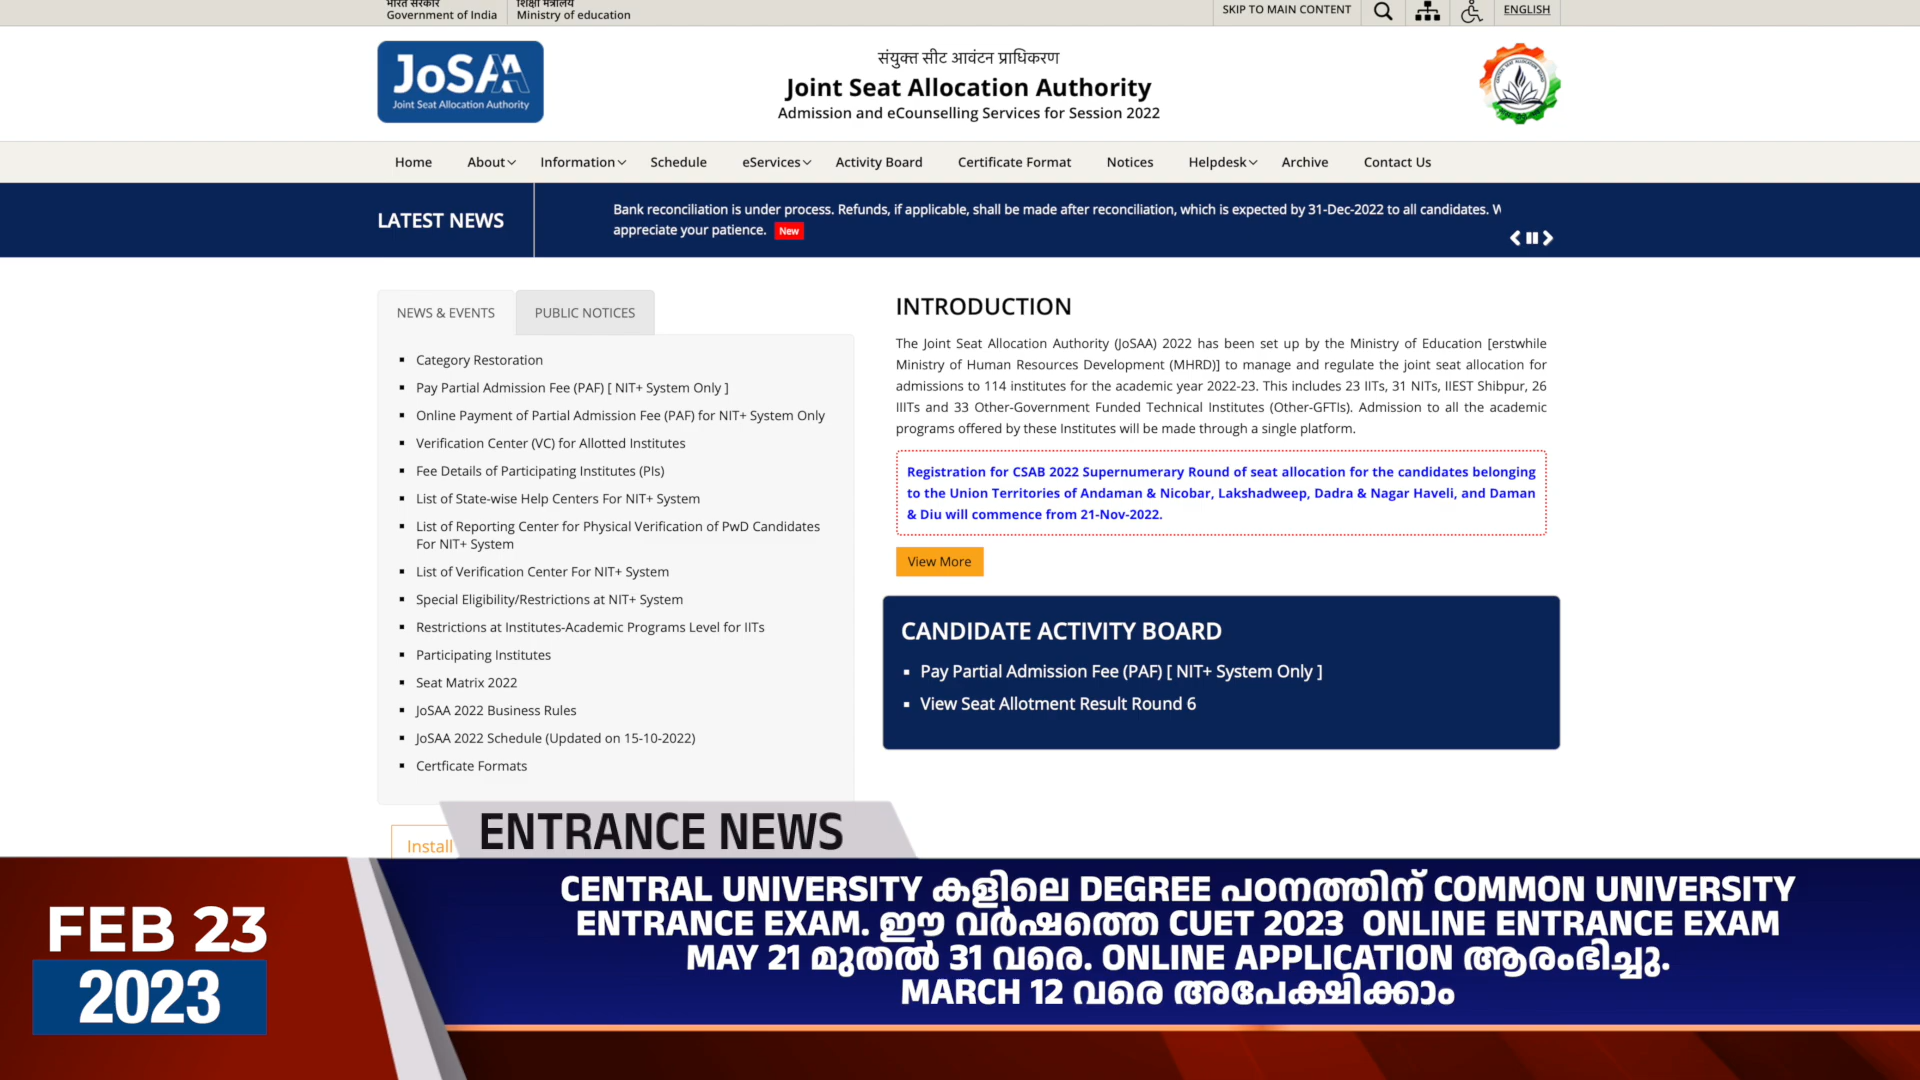 भारत सरकार
Government of India
शिक्षा मंत्रालय
Ministry of education
SKIP TO MAIN CONTENT
ENGLISH
JoSAA
Joint Seat Allocation Authority
संयुक्त सीट आवंटन प्राधिकरण
Joint Seat Allocation Authority
Admission and eCounselling Services for Session 2022
Home About Information Schedule eServices Activity Board Certificate Format Notices Helpdesk Archive Contact Us
LATEST NEWS
Bank reconciliation is under process. Refunds, if applicable, shall be made after reconciliation, which is expected by 31-Dec-2022 to all candidates.
appreciate your patience. New
NEWS & EVENTS
PUBLIC NOTICES
Category Restoration
Pay Partial Admission Fee (PAF) [ NIT+ System Only ]
Online Payment of Partial Admission Fee (PAF) for NIT+ System Only
Verification Center (VC) for Allotted Institutes
Fee Details of Participating Institutes (PIs)
List of State-wise Help Centers For NIT+ System
List of Reporting Center for Physical Verification of PwD Candidates
For NIT+ System
List of Verification Center For NIT+ System
Special Eligibility/Restrictions at NIT+ System
Restrictions at Institutes-Academic Programs Level for IITs
Participating Institutes
Seat Matrix 2022
JoSAA 2022 Business Rules
JoSAA 2022 Schedule (Updated on 15-10-2022)
Certficate Formats
Install
INTRODUCTION
The Joint Seat Allocation Authority (JoSAA) 2022 has been set up by the Ministry of Education [erstwhile
Ministry of Human Resources Development (MHRD)] to manage and regulate the joint seat allocation for
admissions to 114 institutes for the academic year 2022-23. This includes 23 IITs, 31 NITs, IIEST Shibpur, 26
IIITs and 33 Other-Government Funded Technical Institutes (Other-GFTIs). Admission to all the academic
programs offered by these Institutes will be made through a single platform.
Registration for CSAB 2022 Supernumerary Round of seat allocation for the candidates belonging
to the Union Territories of Andaman & Nicobar, Lakshadweep, Dadra & Nagar Haveli, and Daman
& Diu will commence from 21-Nov-2022.
View More
CANDIDATE ACTIVITY BOARD
Pay Partial Admission Fee (PAF) [ NIT+ System Only ]
View Seat Allotment Result Round 6
ENTRANCE NEWS
FEB 23
2023
CENTRAL UNIVERSITY കളിലെ DEGREE പഠനത്തിന് COMMON UNIVERSITY
ENTRANCE EXAM. ഈ വർഷത്തെ CUET 2023 ONLINE ENTRANCE EXAM
MAY 21 മുതൽ 31 വരെ. ONLINE APPLICATION ആരംഭിച്ചു.
MARCH 12 വരെ അപേക്ഷിക്കാം